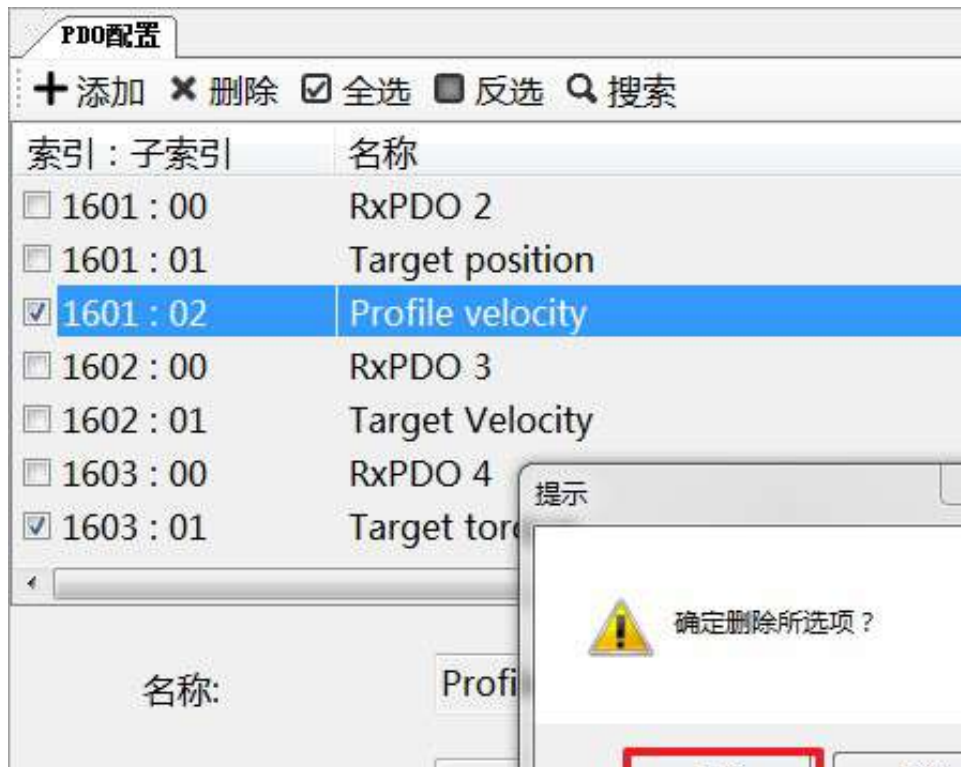 PDO配置
添加 删除 全选 反选 搜索
索引：子索引 名称
1601 : 00 RxPDO 2
1601 : 01 Target position
1601 : 02 Profile velocity
1602 : 00 RxPDO 3
1602 : 01 Target Velocity
1603 : 00 RxPDO 4
1603 : 01 Target tor
提示
确定删除所选项？
名称: Profi